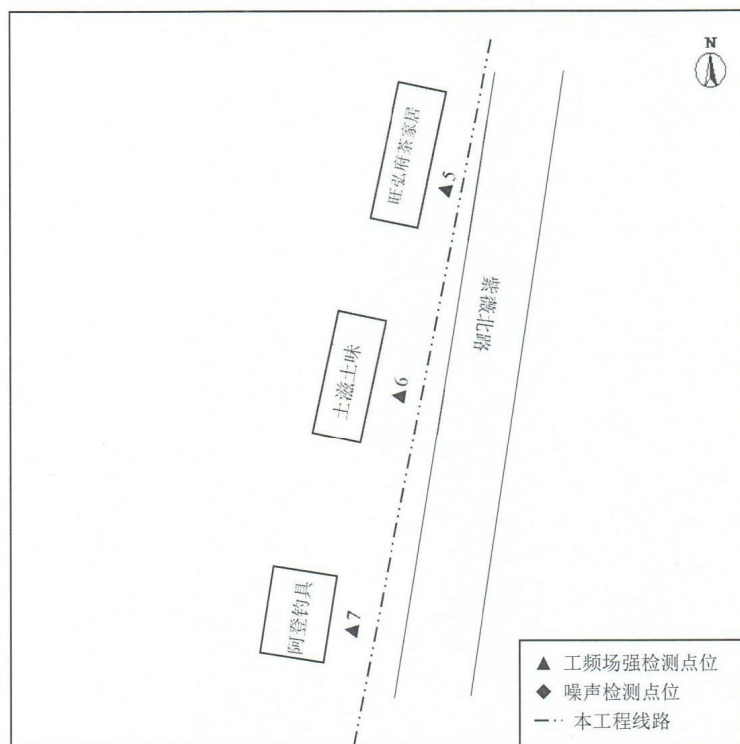 N
旺弘府茶家居
▲5
紫薇北路
土滋土味
▲6
阿登钓具
▲7
▲ 工频场强检测点位
◆ 噪声检测点位
本工程线路